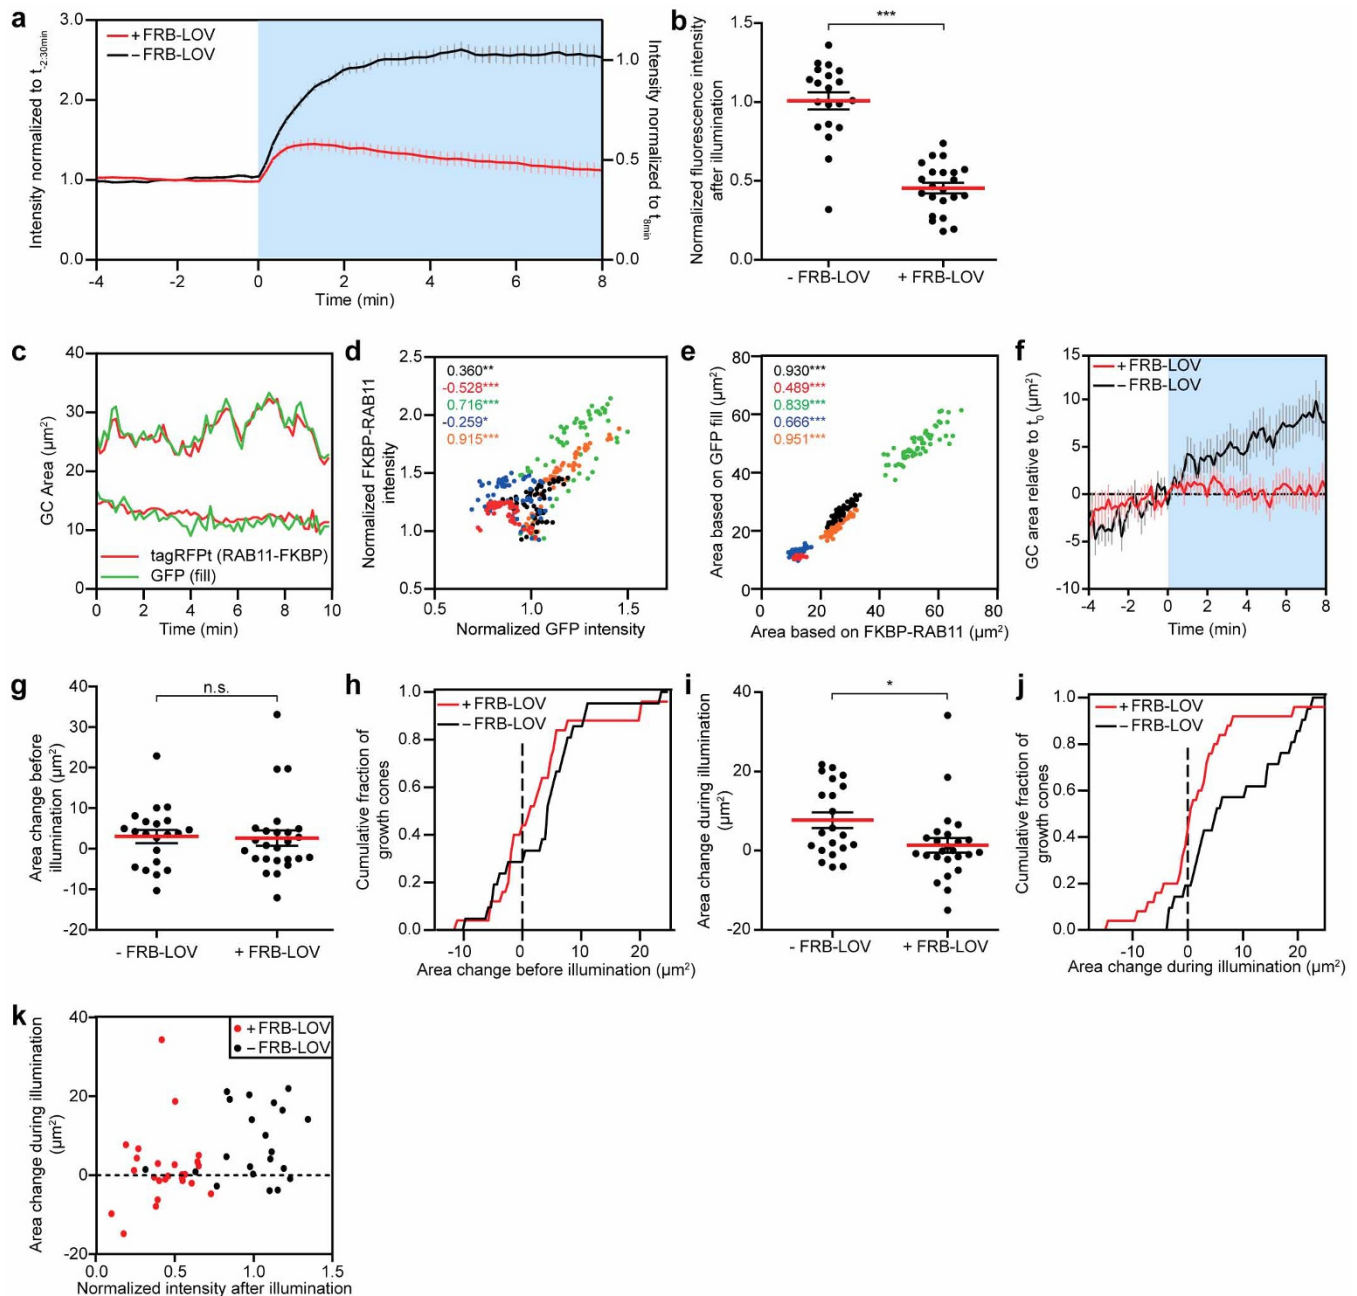 a
3.0
2.0
1.0
0.0
Intensity normalized to t-2:30min
+ FRB-LOV
− FRB-LOV
1.0
0.5
0.0
Intensity normalized to t8min
-4 -2 0 2 4 6 8
Time (min)
b
***
1.5
1.0
0.5
0.0
Normalized fluorescence intensity
after illumination
- FRB-LOV + FRB-LOV
c
40
30
20
10
0
GC Area (µm²)
tagRFPt (RAB11-FKBP)
GFP (fill)
0 2 4 6 8 10
Time (min)
d
2.5
2.0
1.5
1.0
0.5
Normalized FKBP-RAB11
intensity
0.360**
-0.528***
0.716***
-0.259*
0.915***
0.5 1.0 1.5
Normalized GFP intensity
e
80
60
40
20
0
Area based on GFP fill (µm²)
0.930***
0.489***
0.839***
0.666***
0.951***
0 20 40 60 80
Area based on FKBP-RAB11 (µm²)
f
15
10
5
0
-5
-10
GC area relative to t0 (µm²)
+ FRB-LOV
− FRB-LOV
-4 -2 0 2 4 6 8
Time (min)
g
n.s.
40
30
20
10
0
-10
-20
Area change before
illumination (µm²)
- FRB-LOV + FRB-LOV
h
1.0
0.8
0.6
0.4
0.2
0.0
Cumulative fraction of
growth cones
+ FRB-LOV
− FRB-LOV
-10 0 10 20
Area change before illumination (µm²)
i
*
40
20
0
-20
Area change during illumination
(µm²)
- FRB-LOV + FRB-LOV
j
1.0
0.8
0.6
0.4
0.2
0.0
Cumulative fraction of
growth cones
+ FRB-LOV
− FRB-LOV
-10 0 10 20
Area change during illumination (µm²)
k
40
20
0
-20
Area change during illumination
(µm²)
+ FRB-LOV
− FRB-LOV
0.0 0.5 1.0 1.5
Normalized intensity after illumination